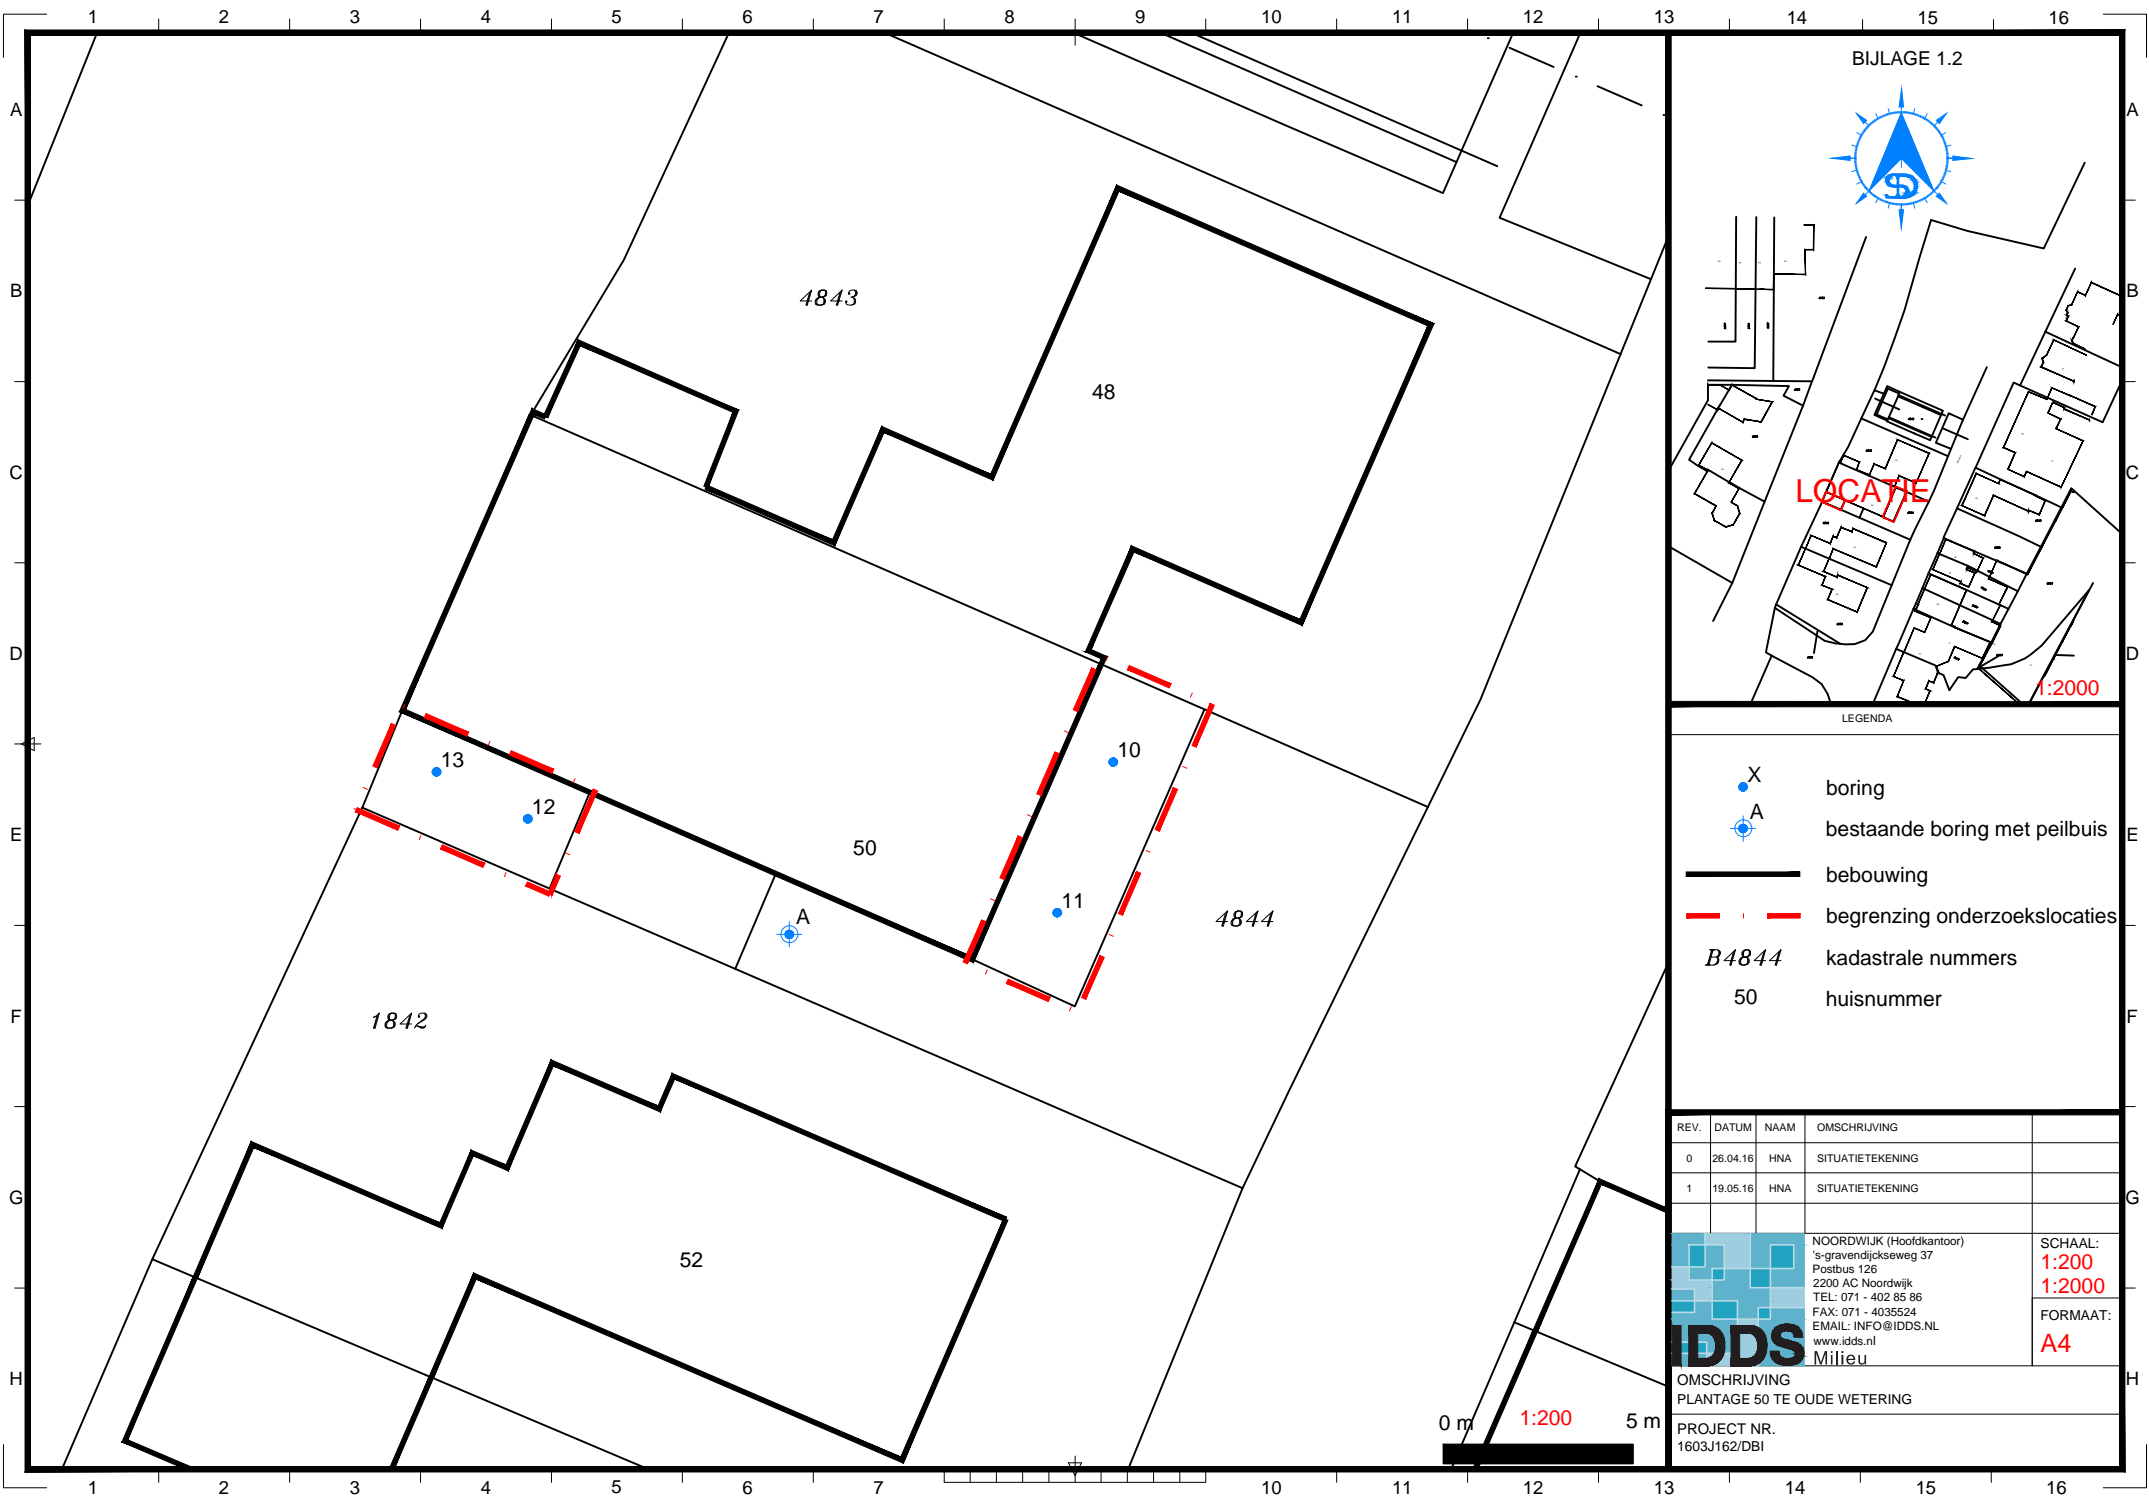 1 2 3 4 5 6 7 8 9 10 11 12 13 14 15 16
A A
B B
C C
D D
E E
F F
G G
H H
1 2 3 4 5 6 7 8 9 10 11 12 13 14 15 16
4843
48
13
12
10
50
11
A
4844
1842
52
0 m 1:200 5 m
BIJLAGE 1.2
LOCATIE
1:2000
LEGENDA
X boring
A bestaande boring met peilbuis
bebouwing
begrenzing onderzoekslocaties
B4844 kadastrale nummers
50 huisnummer
REV. DATUM NAAM OMSCHRIJVING
0 26.04.16 HNA SITUATIETEKENING
1 19.05.16 HNA SITUATIETEKENING
IDDS
NOORDWIJK (Hoofdkantoor)
's-gravendijckseweg 37
Postbus 126
2200 AC Noordwijk
TEL: 071 - 402 85 86
FAX: 071 - 4035524
EMAIL: INFO@IDDS.NL
www.idds.nl
Milieu
SCHAAL:
1:200
1:2000
FORMAAT:
A4
OMSCHRIJVING
PLANTAGE 50 TE OUDE WETERING
PROJECT NR.
1603J162/DBI